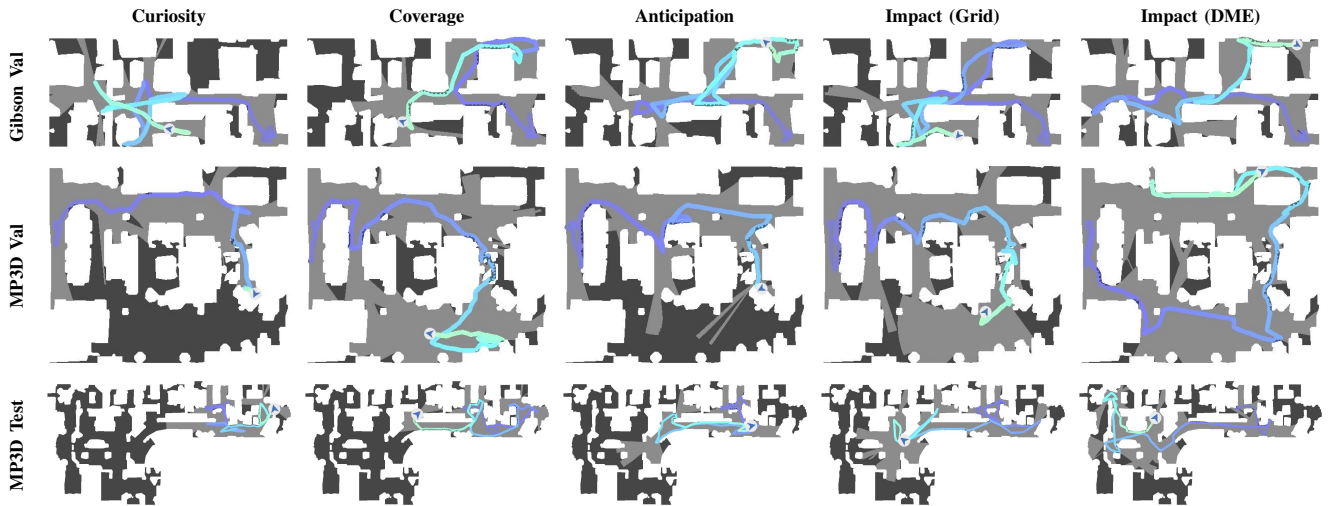 Curiosity
Coverage
Anticipation
Impact (Grid)
Impact (DME)
Gibson Val
MP3D Val
MP3D Test